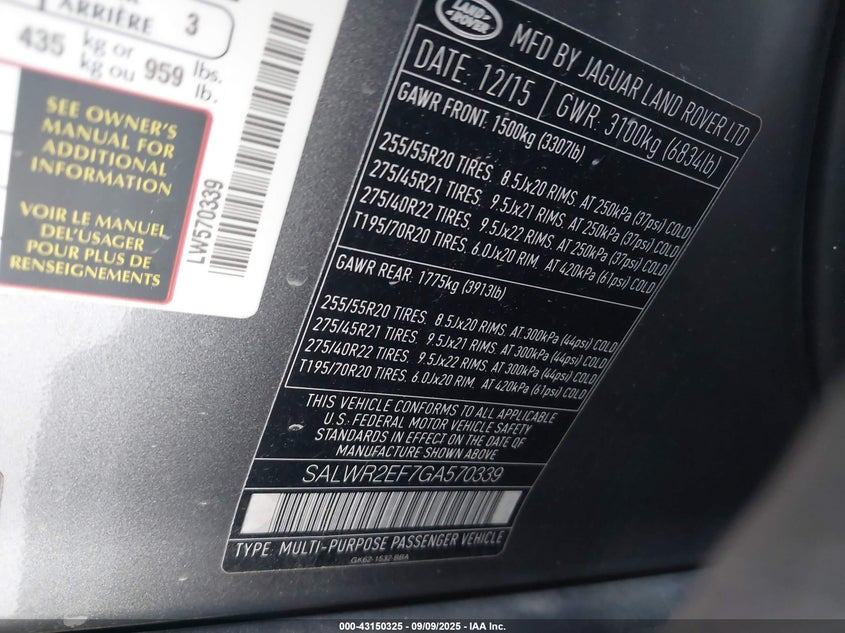 ARRIÈRE 3
435 kg or 959 lbs.
kg ou lb.
SEE OWNER'S
MANUAL FOR
ADDITIONAL
INFORMATION
VOIR LE MANUEL
DEL'USAGER
POUR PLUS DE
RENSEIGNEMENTS
LW570339
LAND
ROVER
MFD BY JAGUAR LAND ROVER LTD
DATE: 12/15 GWR: 3100kg (6834lb)
GAWR FRONT: 1500kg (3307lb)
255/55R20 TIRES. 8.5Jx20 RIMS. AT 250kPa (37psi) COLD
275/45R21 TIRES. 9.5Jx21 RIMS. AT 250kPa (37psi) COLD
275/40R22 TIRES. 9.5Jx22 RIMS. AT 250kPa (37psi) COLD
T195/70R20 TIRES. 6.0Jx20 RIM. AT 420kPa (61psi) COLD
GAWR REAR: 1775kg (3913lb)
255/55R20 TIRES. 8.5Jx20 RIMS. AT 300kPa (44psi) COLD
275/45R21 TIRES. 9.5Jx21 RIMS. AT 300kPa (44psi) COLD
275/40R22 TIRES. 9.5Jx22 RIMS. AT 300kPa (44psi) COLD
T195/70R20 TIRES. 6.0Jx20 RIM. AT 420kPa (61psi) COLD
THIS VEHICLE CONFORMS TO ALL APPLICABLE
U.S. FEDERAL MOTOR VEHICLE SAFETY
STANDARDS IN EFFECT ON THE DATE OF
MANUFACTURE SHOWN ABOVE
SALWR2EF7GA570339
TYPE: MULTI-PURPOSE PASSENGER VEHICLE
GK62-1532-BBA
000-43150325 - 09/09/2025 - IAA Inc.